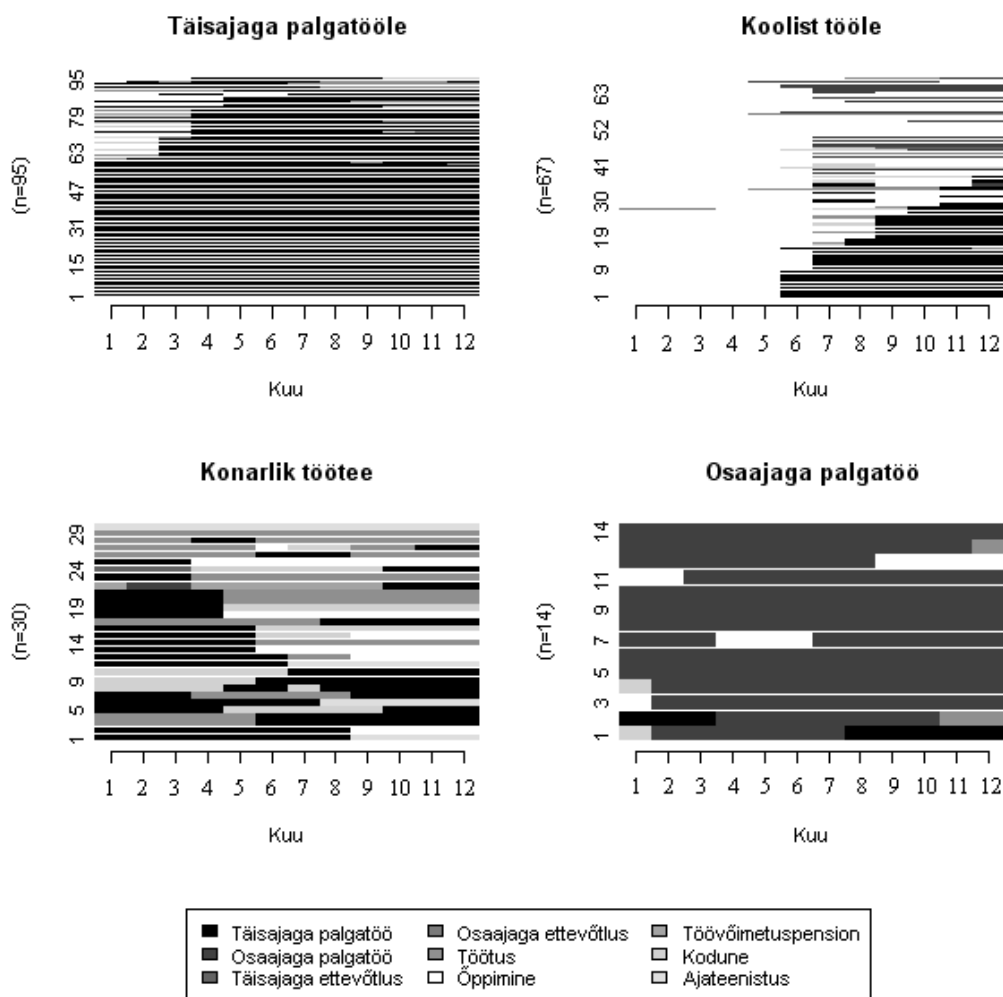 Täisajaga palgatööle
(n=95)
1 15 31 47 63 79 95
1 2 3 4 5 6 7 8 9 10 11 12
Kuu
Koolist tööle
(n=67)
1 9 19 30 41 52 63
1 2 3 4 5 6 7 8 9 10 11 12
Kuu
Konarlik töötee
(n=30)
1 5 9 14 19 24 29
1 2 3 4 5 6 7 8 9 10 11 12
Kuu
Osaajaga palgatöö
(n=14)
1 3 5 7 9 11 14
1 2 3 4 5 6 7 8 9 10 11 12
Kuu
Täisajaga palgatöö
Osaajaga palgatöö
Täisajaga ettevõtlus
Osaajaga ettevõtlus
Töötus
Õppimine
Töövõimetuspension
Kodune
Ajateenistus